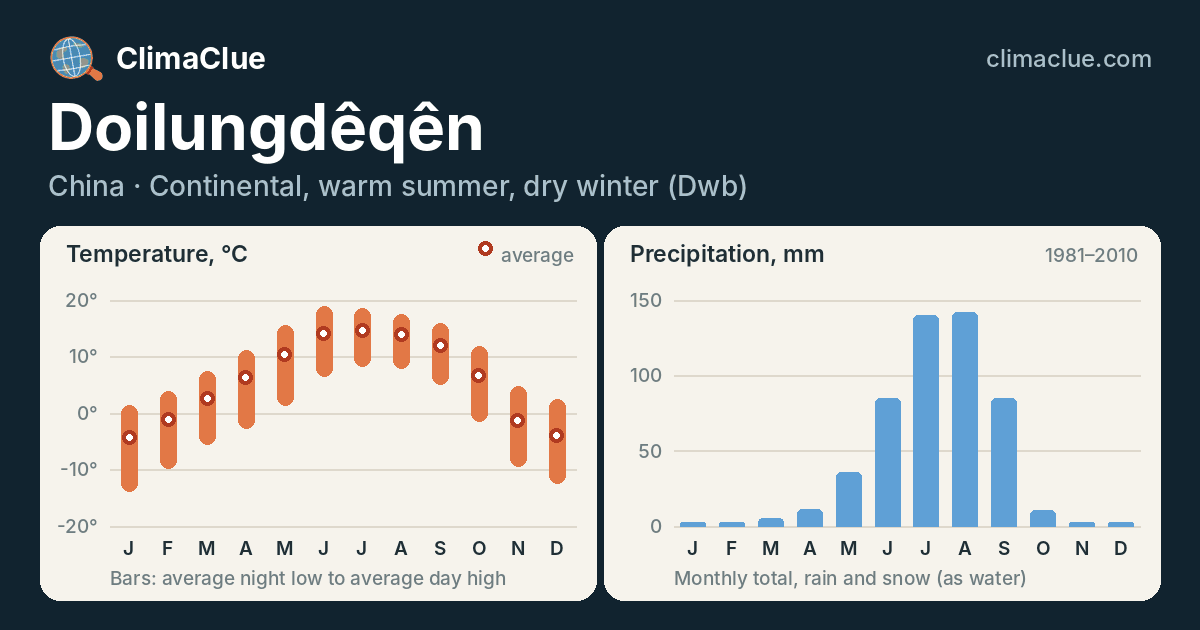 ClimaClue
climaclue.com
Doilungdêqên
China · Continental, warm summer, dry winter (Dwb)
Temperature, °C
average
20°
10°
0°
-10°
-20°
J F M A M J J A S O N D
Bars: average night low to average day high
Precipitation, mm
1981–2010
150
100
50
0
J F M A M J J A S O N D
Monthly total, rain and snow (as water)